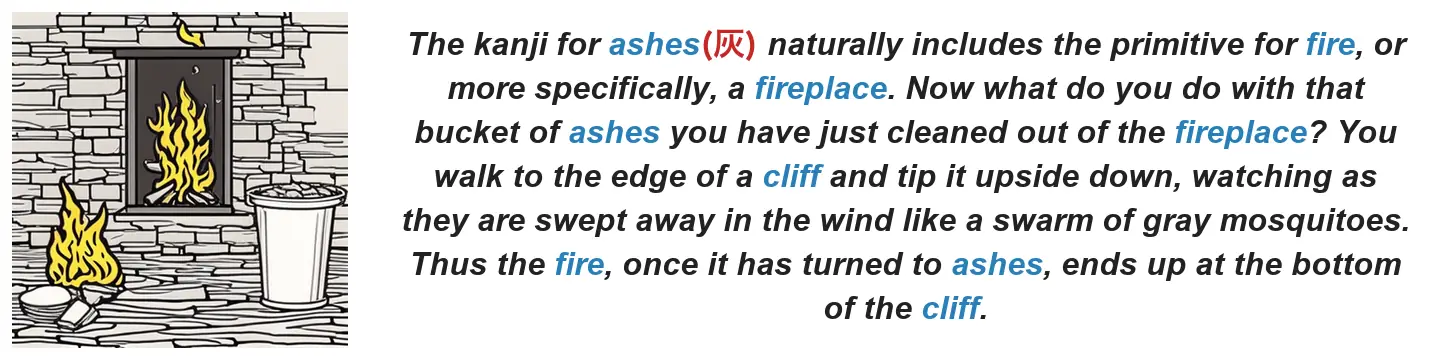 The kanji for ashes(灰) naturally includes the primitive for fire, or
more specifically, a fireplace. Now what do you do with that
bucket of ashes you have just cleaned out of the fireplace? You
walk to the edge of a cliff and tip it upside down, watching as
they are swept away in the wind like a swarm of gray mosquitoes.
Thus the fire, once it has turned to ashes, ends up at the bottom
of the cliff.